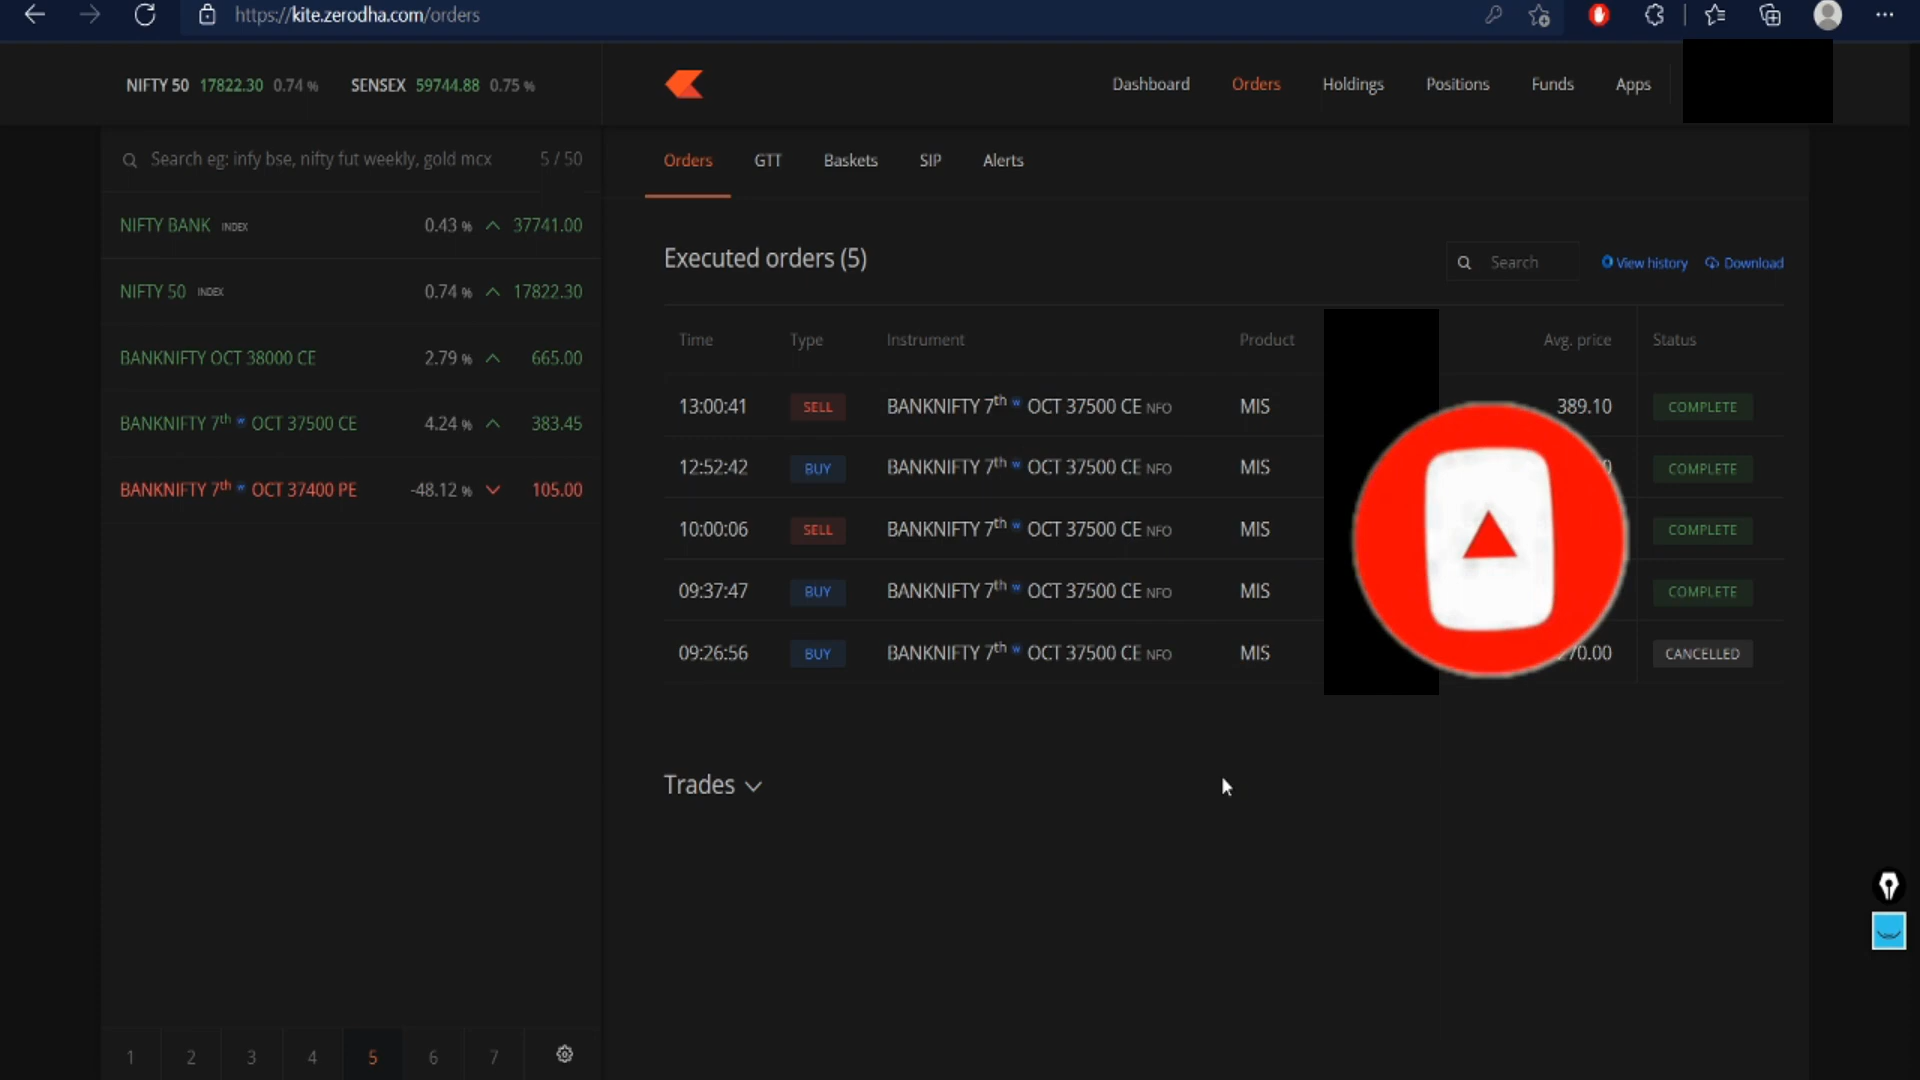 https://kite.zerodha.com/orders
NIFTY 50 17822.30 0.74 % SENSEX 59744.88 0.75 %
Dashboard Orders Holdings Positions Funds Apps
Search eg: infy bse, nifty fut weekly, gold mcx 5 / 50
Orders GTT Baskets SIP Alerts
NIFTY BANK INDEX 0.43 % 37741.00
NIFTY 50 INDEX 0.74 % 17822.30
BANKNIFTY OCT 38000 CE 2.79 % 665.00
BANKNIFTY 7th w OCT 37500 CE 4.24 % 383.45
BANKNIFTY 7th w OCT 37400 PE -48.12 % 105.00
Executed orders (5) Search View history Download
Time Type Instrument Product Avg. price Status
13:00:41 SELL BANKNIFTY 7th w OCT 37500 CE NFO MIS 389.10 COMPLETE
12:52:42 BUY BANKNIFTY 7th w OCT 37500 CE NFO MIS COMPLETE
10:00:06 SELL BANKNIFTY 7th w OCT 37500 CE NFO MIS COMPLETE
09:37:47 BUY BANKNIFTY 7th w OCT 37500 CE NFO MIS COMPLETE
09:26:56 BUY BANKNIFTY 7th w OCT 37500 CE NFO MIS CANCELLED
Trades
1 2 3 4 5 6 7